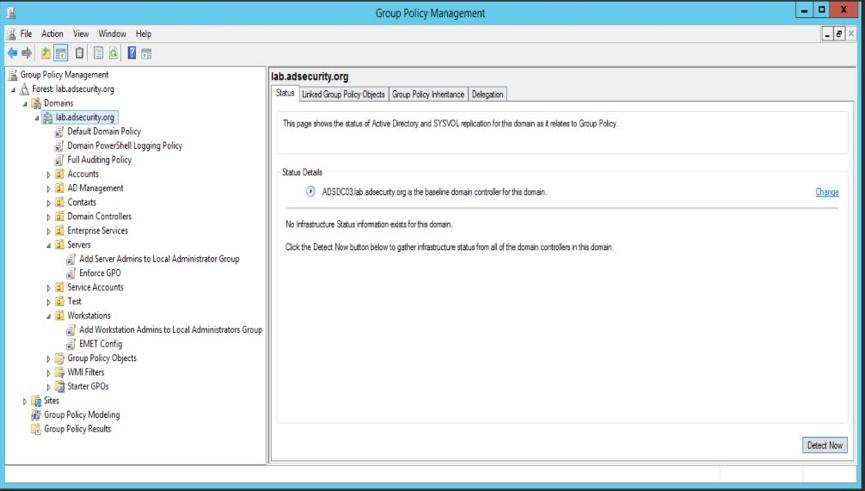 Group Policy Management
File Action View Window Help
Group Policy Management
Forest: lab.adsecurity.org
Domains
lab.adsecurity.org
Default Domain Policy
Domain PowerShell Logging Policy
Full Auditing Policy
Accounts
AD Management
Contaxts
Domain Controllers
Enterprise Services
Servers
Add Server Admins to Local Administrator Group
Enforce GPO
Service Accounts
Test
Workstations
Add Workstation Admins to Local Administrators Group
EMET Config
Group Policy Objects
WMI Filters
Starter GPOs
Sites
Group Policy Modeling
Group Policy Results
lab.adsecurity.org
Status Linked Group Policy Objects Group Policy Inheritance Delegation
This page shows the status of Active Directory and SYSVOL replication for this domain as it relates to Group Policy.
Status Details
ADSDC03.lab.adsecurity.org is the baseline domain controller for this domain.
Change
No Infrastructure Status information exists for this domain.
Click the Detect Now button below to gather infrastructure status from all of the domain controllers in this domain.
Detect Now